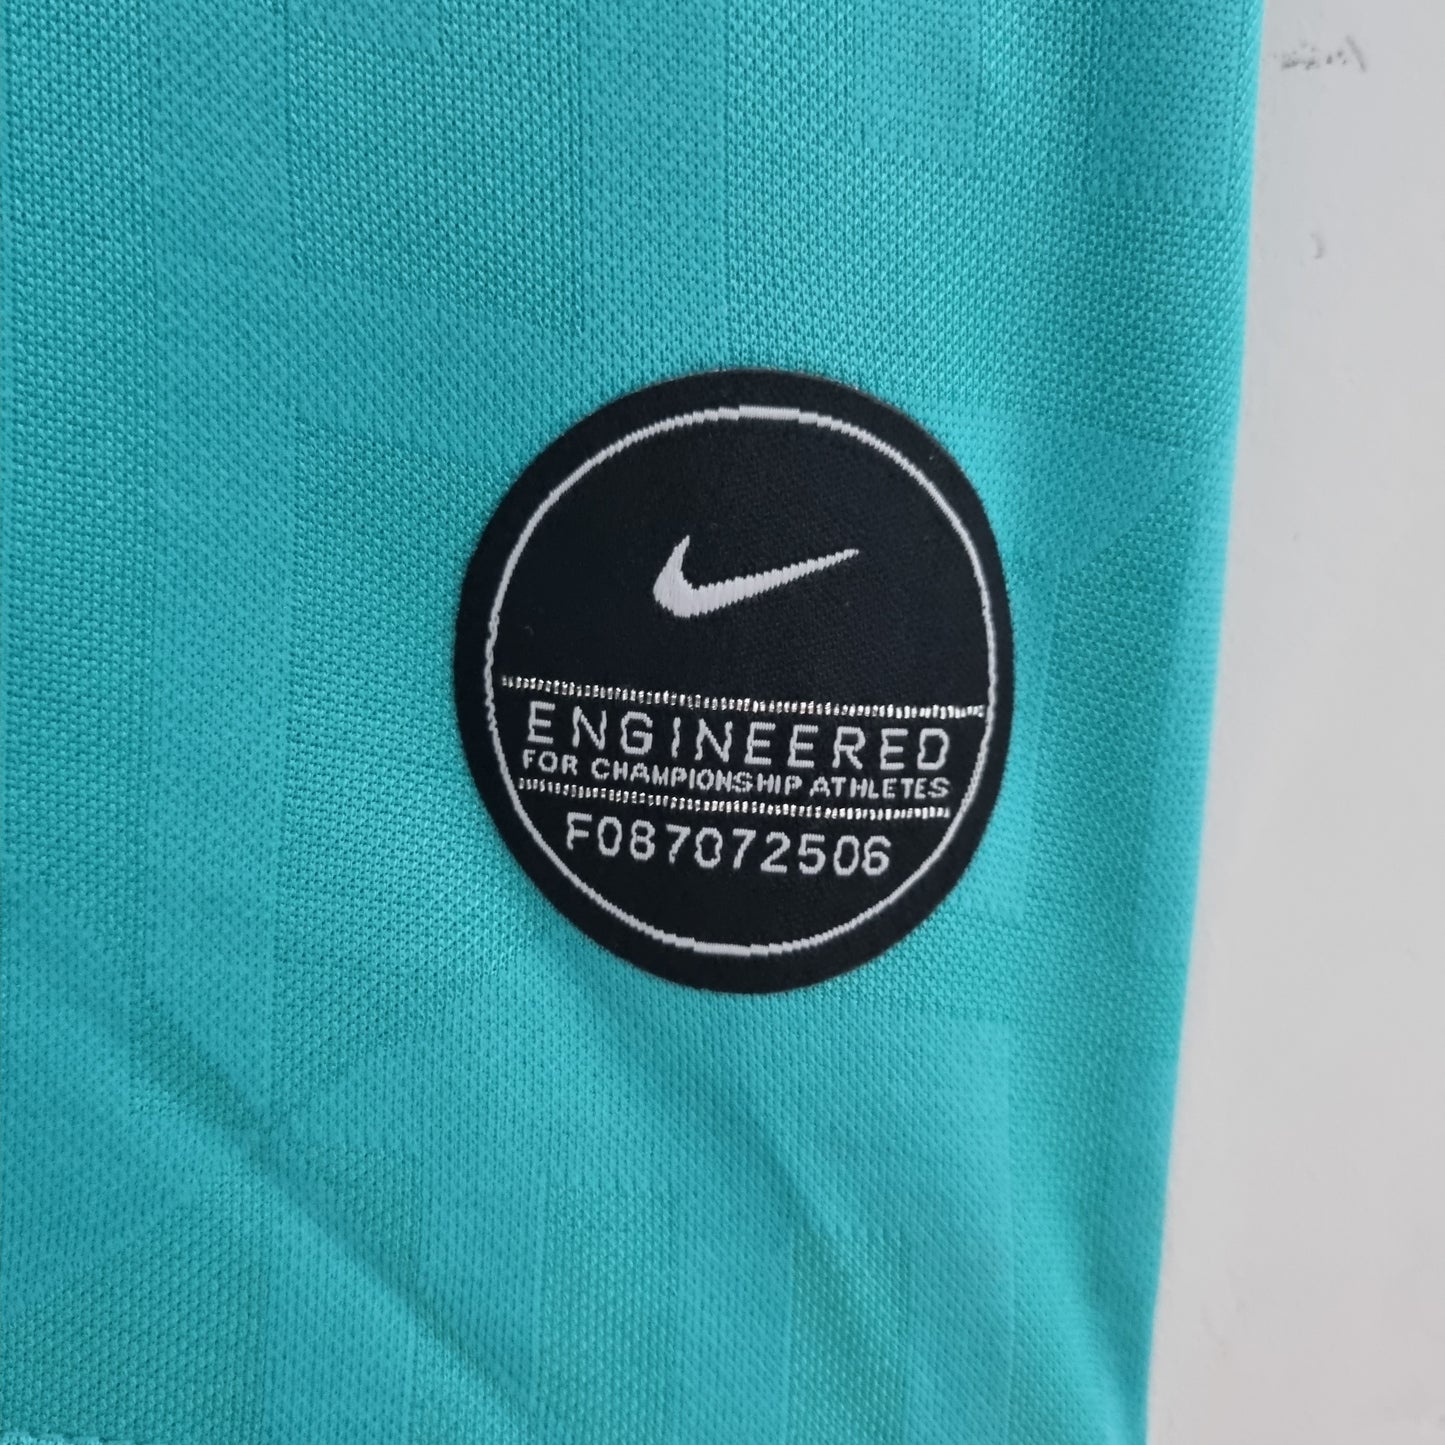 ENGINEERED
FOR CHAMPIONSHIP ATHLETES
F087072506